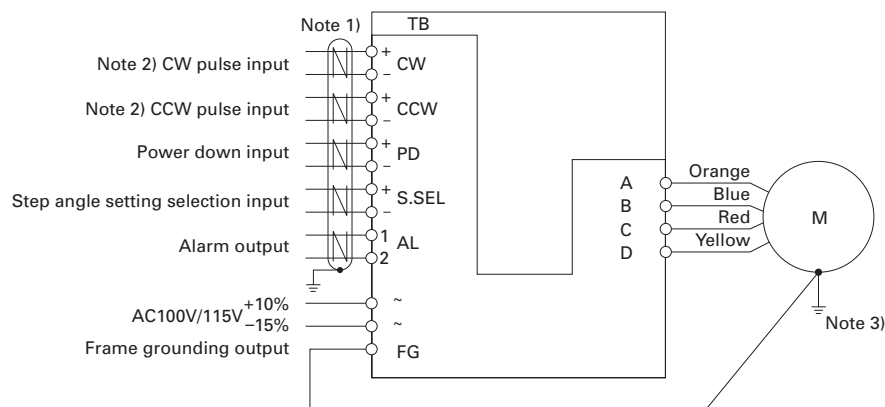 Note 1)
TB
Note 2) CW pulse input
+
−
CW
Note 2) CCW pulse input
+
−
CCW
Power down input
+
−
PD
Step angle setting selection input
+
−
S.SEL
Alarm output
1
2
AL
AC100V/115V +10%
−15%
~
~
Frame grounding output
FG
A
Orange
B
Blue
C
Red
D
Yellow
M
Note 3)